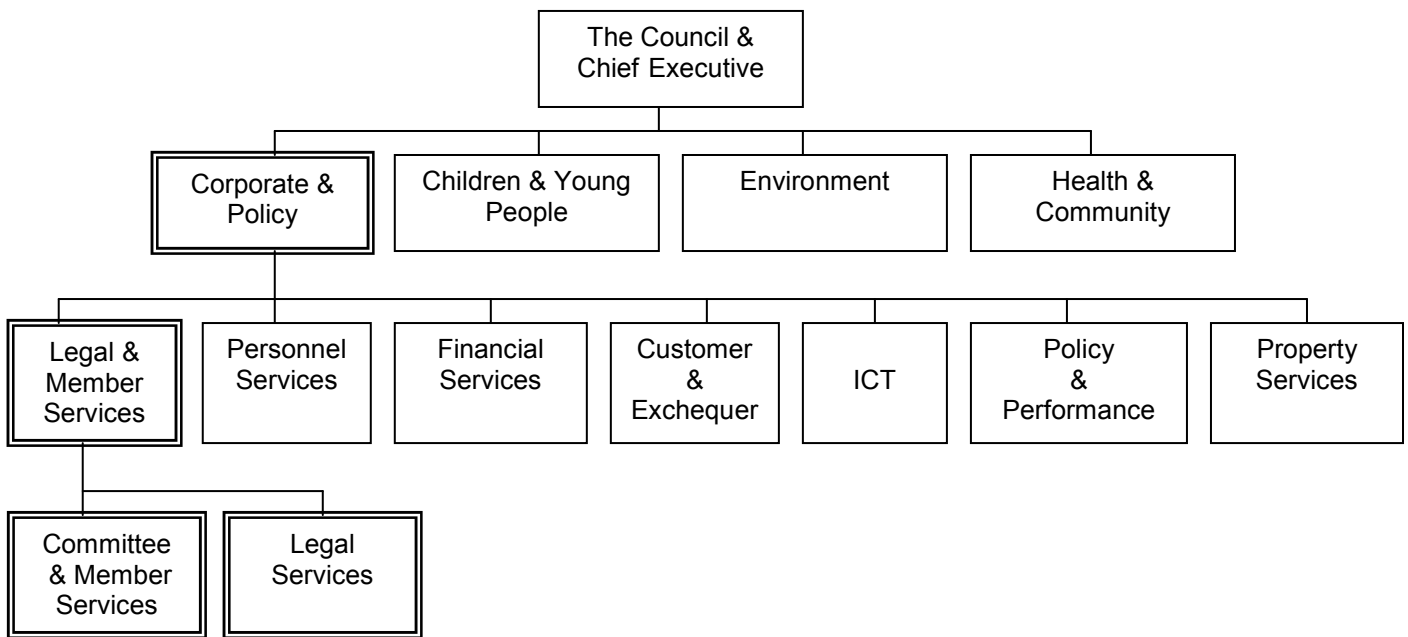 The Council &
Chief Executive
Corporate &
Policy
Children & Young
People
Environment
Health &
Community
Legal &
Member
Services
Personnel
Services
Financial
Services
Customer
&
Exchequer
ICT
Policy
&
Performance
Property
Services
Committee
& Member
Services
Legal
Services